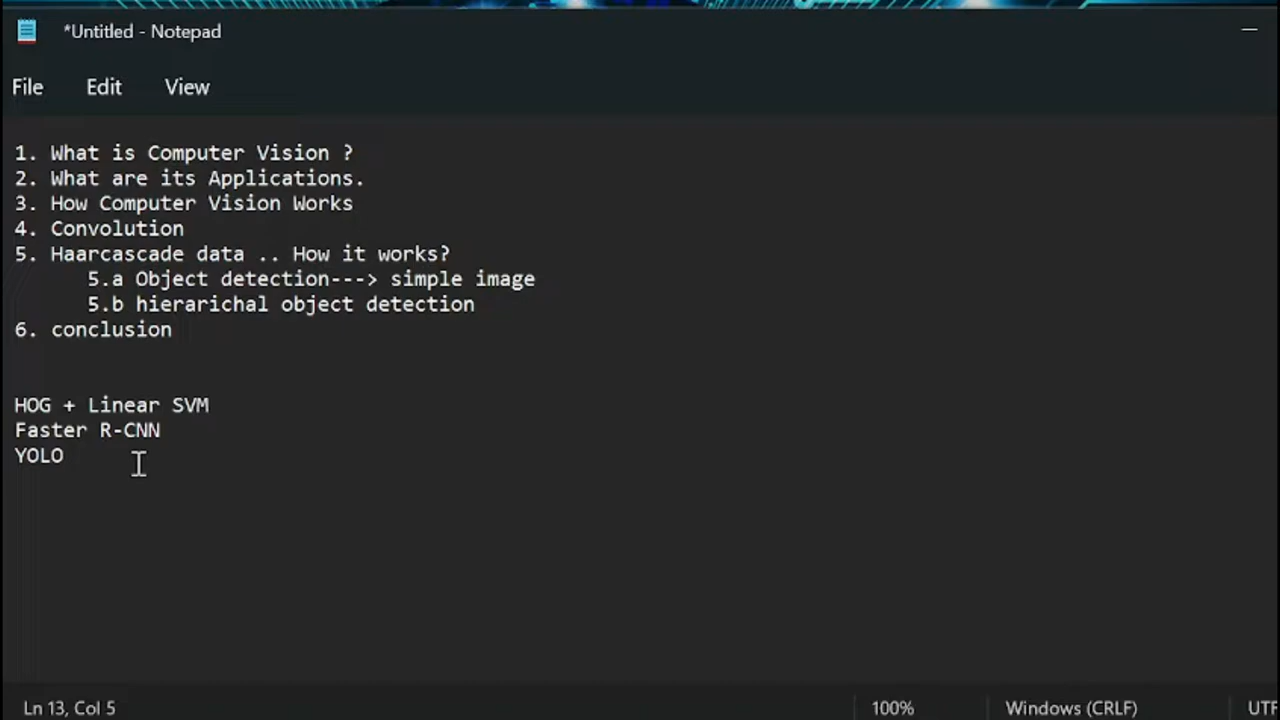 *Untitled - Notepad
File Edit View
1. What is Computer Vision ?
2. What are its Applications.
3. How Computer Vision Works
4. Convolution
5. Haarcascade data .. How it works?
5.a Object detection---> simple image
5.b hierarichal object detection
6. conclusion
HOG + Linear SVM
Faster R-CNN
YOLO
Ln 13, Col 5 100% Windows (CRLF) UTF